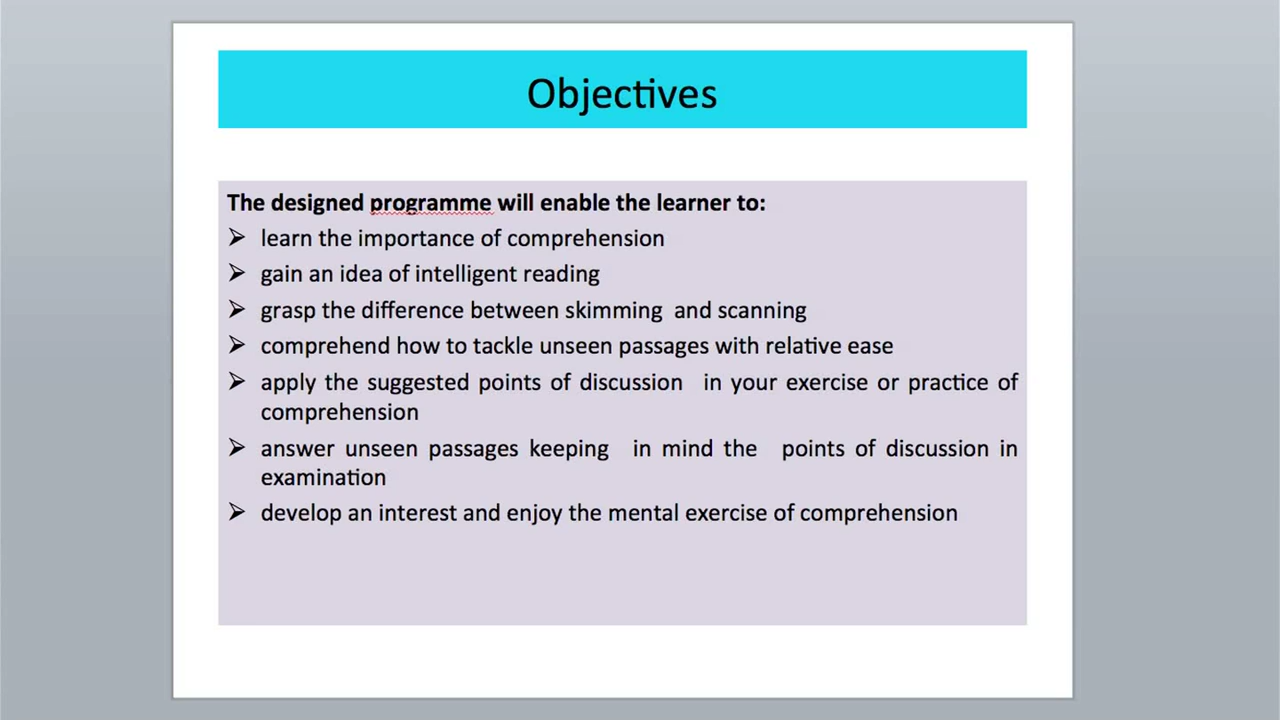 Objectives
The designed programme will enable the learner to:
➢ learn the importance of comprehension
➢ gain an idea of intelligent reading
➢ grasp the difference between skimming and scanning
➢ comprehend how to tackle unseen passages with relative ease
➢ apply the suggested points of discussion in your exercise or practice of
comprehension
➢ answer unseen passages keeping in mind the points of discussion in
examination
➢ develop an interest and enjoy the mental exercise of comprehension